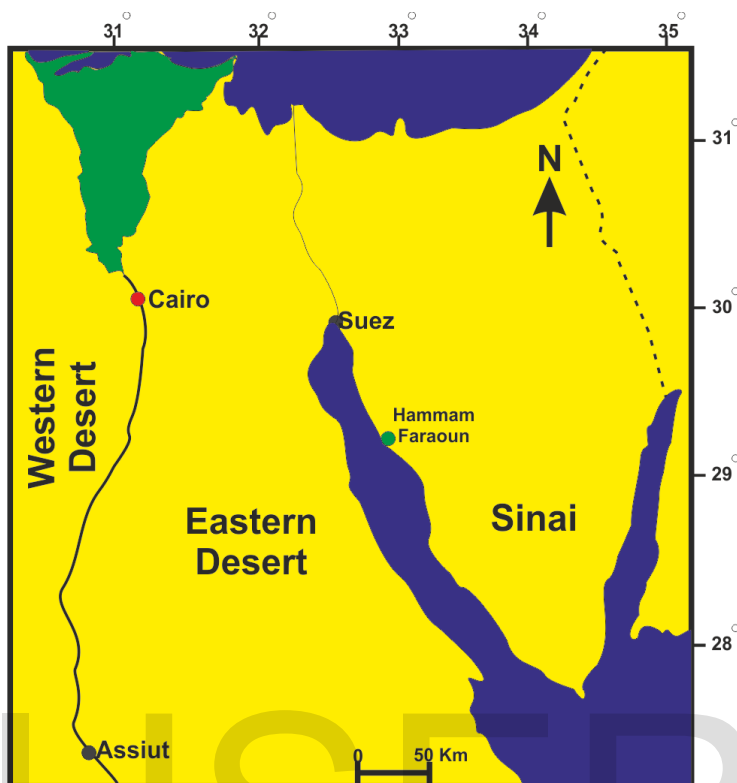 31° 32° 33° 34° 35°
31°
N
30°
Cairo
Suez
Western
Desert
Hammam
Faraoun
29°
Eastern
Desert
Sinai
28°
Assiut
0 50 Km